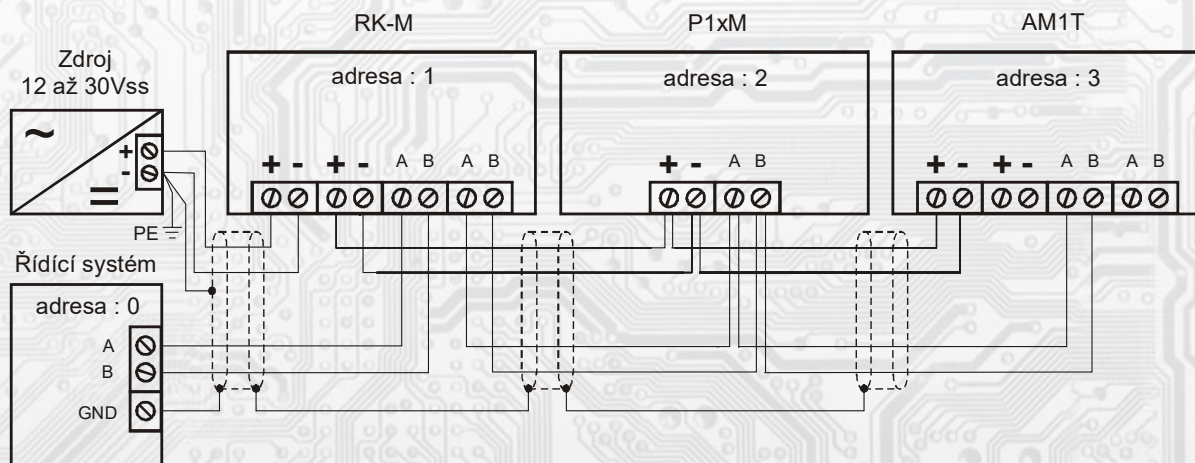 RK-M
P1xM
AM1T
Zdroj
12 až 30Vss
~
+
-
=
PE
adresa : 1
+ - + - A B A B
adresa : 2
+ - A B
adresa : 3
+ - + - A B A B
Řídící systém
adresa : 0
A
B
GND